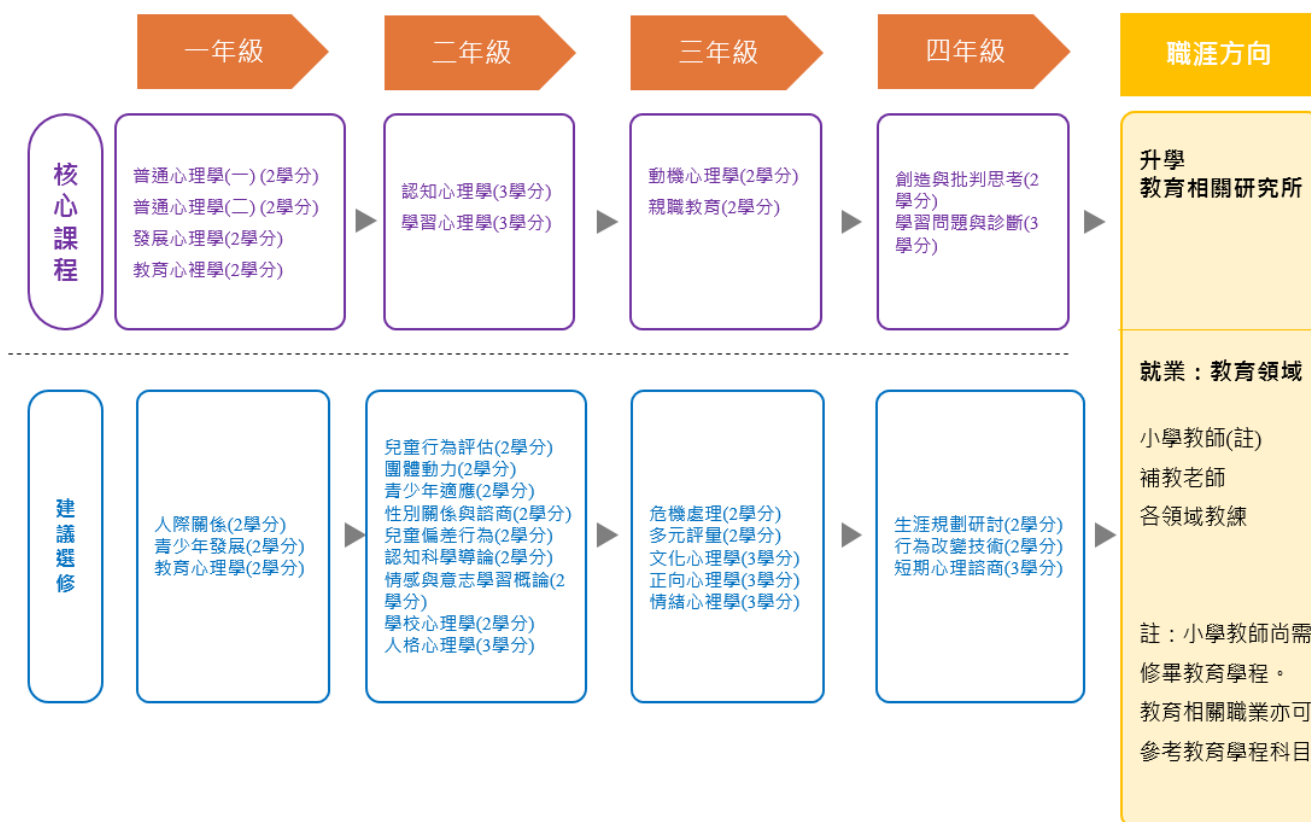 一年級
二年級
三年級
四年級
職涯方向
核心課程
普通心理學(一) (2學分)
普通心理學(二) (2學分)
發展心理學(2學分)
教育心裡學(2學分)
認知心理學(3學分)
學習心理學(3學分)
動機心理學(2學分)
親職教育(2學分)
創造與批判思考(2
學分)
學習問題與診斷(3
學分)
升學
教育相關研究所
建議選修
人際關係(2學分)
青少年發展(2學分)
教育心理學(2學分)
兒童行為評估(2學分)
團體動力(2學分)
青少年適應(2學分)
性別關係與諮商(2學分)
兒童偏差行為(2學分)
認知科學導論(2學分)
情感與意志學習概論(2
學分)
學校心理學(2學分)
人格心理學(3學分)
危機處理(2學分)
多元評量(2學分)
文化心理學(3學分)
正向心理學(3學分)
情緒心裡學(3學分)
生涯規劃研討(2學分)
行為改變技術(2學分)
短期心理諮商(3學分)
就業：教育領域
小學教師(註)
補教老師
各領域教練
註：小學教師尚需
修畢教育學程。
教育相關職業亦可
參考教育學程科目